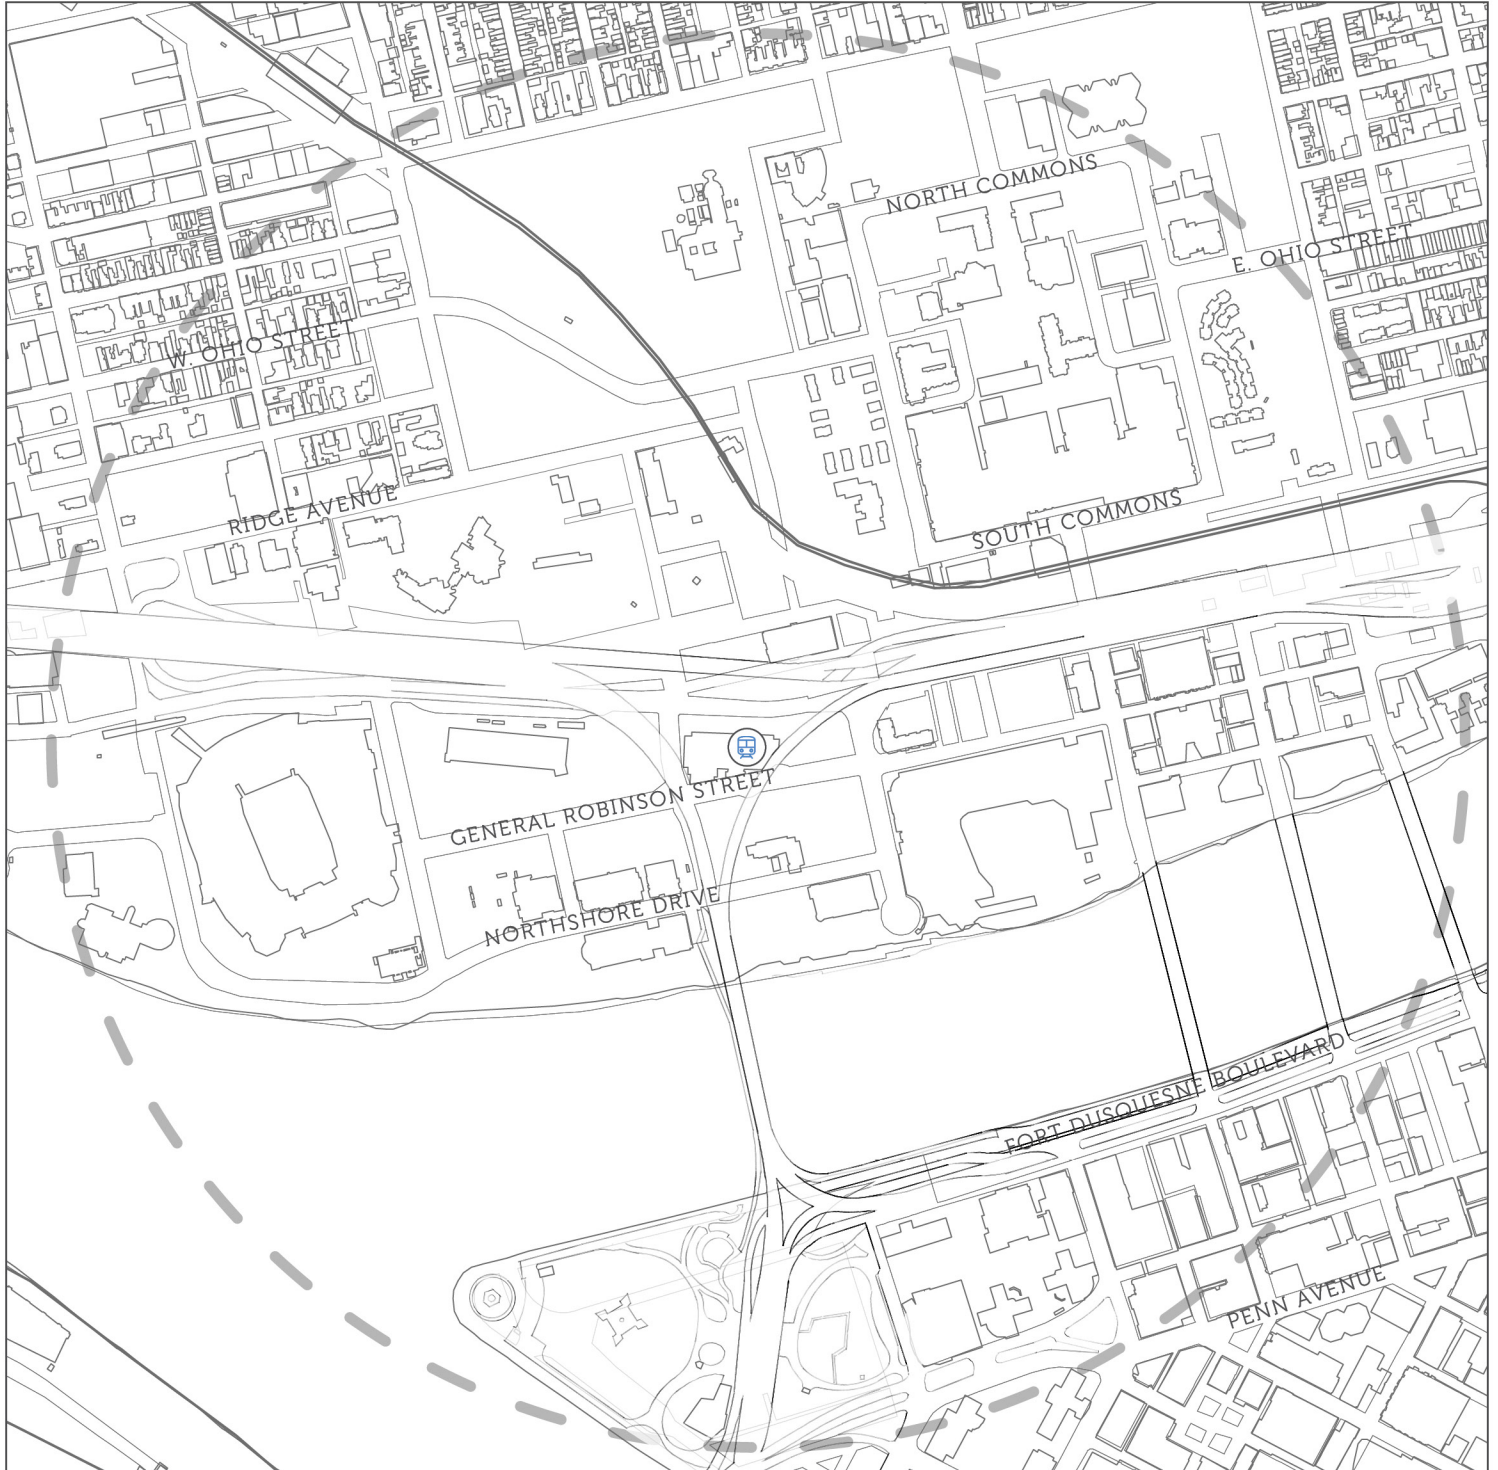 NORTH COMMONS
E. OHIO STREET
W. OHIO STREET
RIDGE AVENUE
SOUTH COMMONS
GENERAL ROBINSON STREET
NORTHSHORE DRIVE
FORT DUSQUESNE BOULEVARD
PENN AVENUE